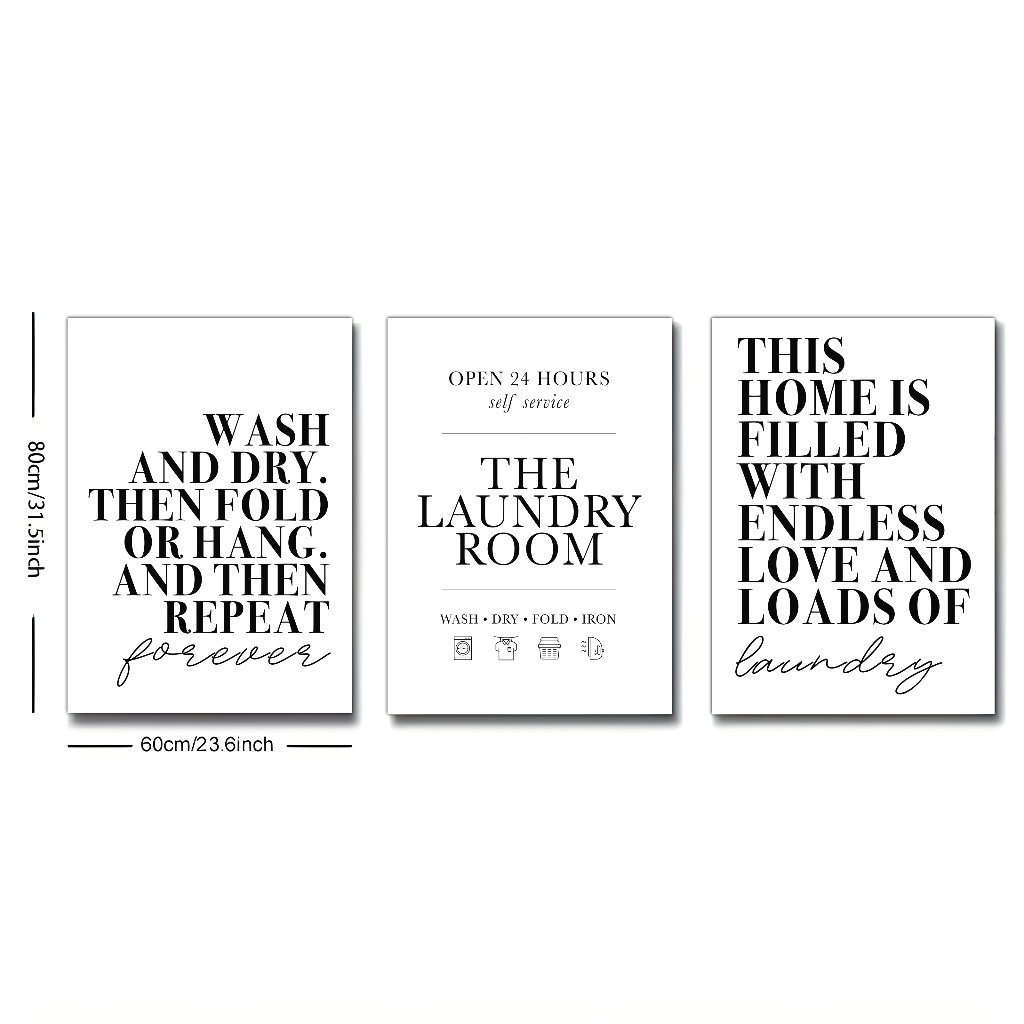 80cm/31.5inch
WASH
AND DRY.
THEN FOLD
OR HANG.
AND THEN
REPEAT
forever
60cm/23.6inch
OPEN 24 HOURS
self service
THE
LAUNDRY
ROOM
WASH • DRY • FOLD • IRON
THIS
HOME IS
FILLED
WITH
ENDLESS
LOVE AND
LOADS OF
laundry